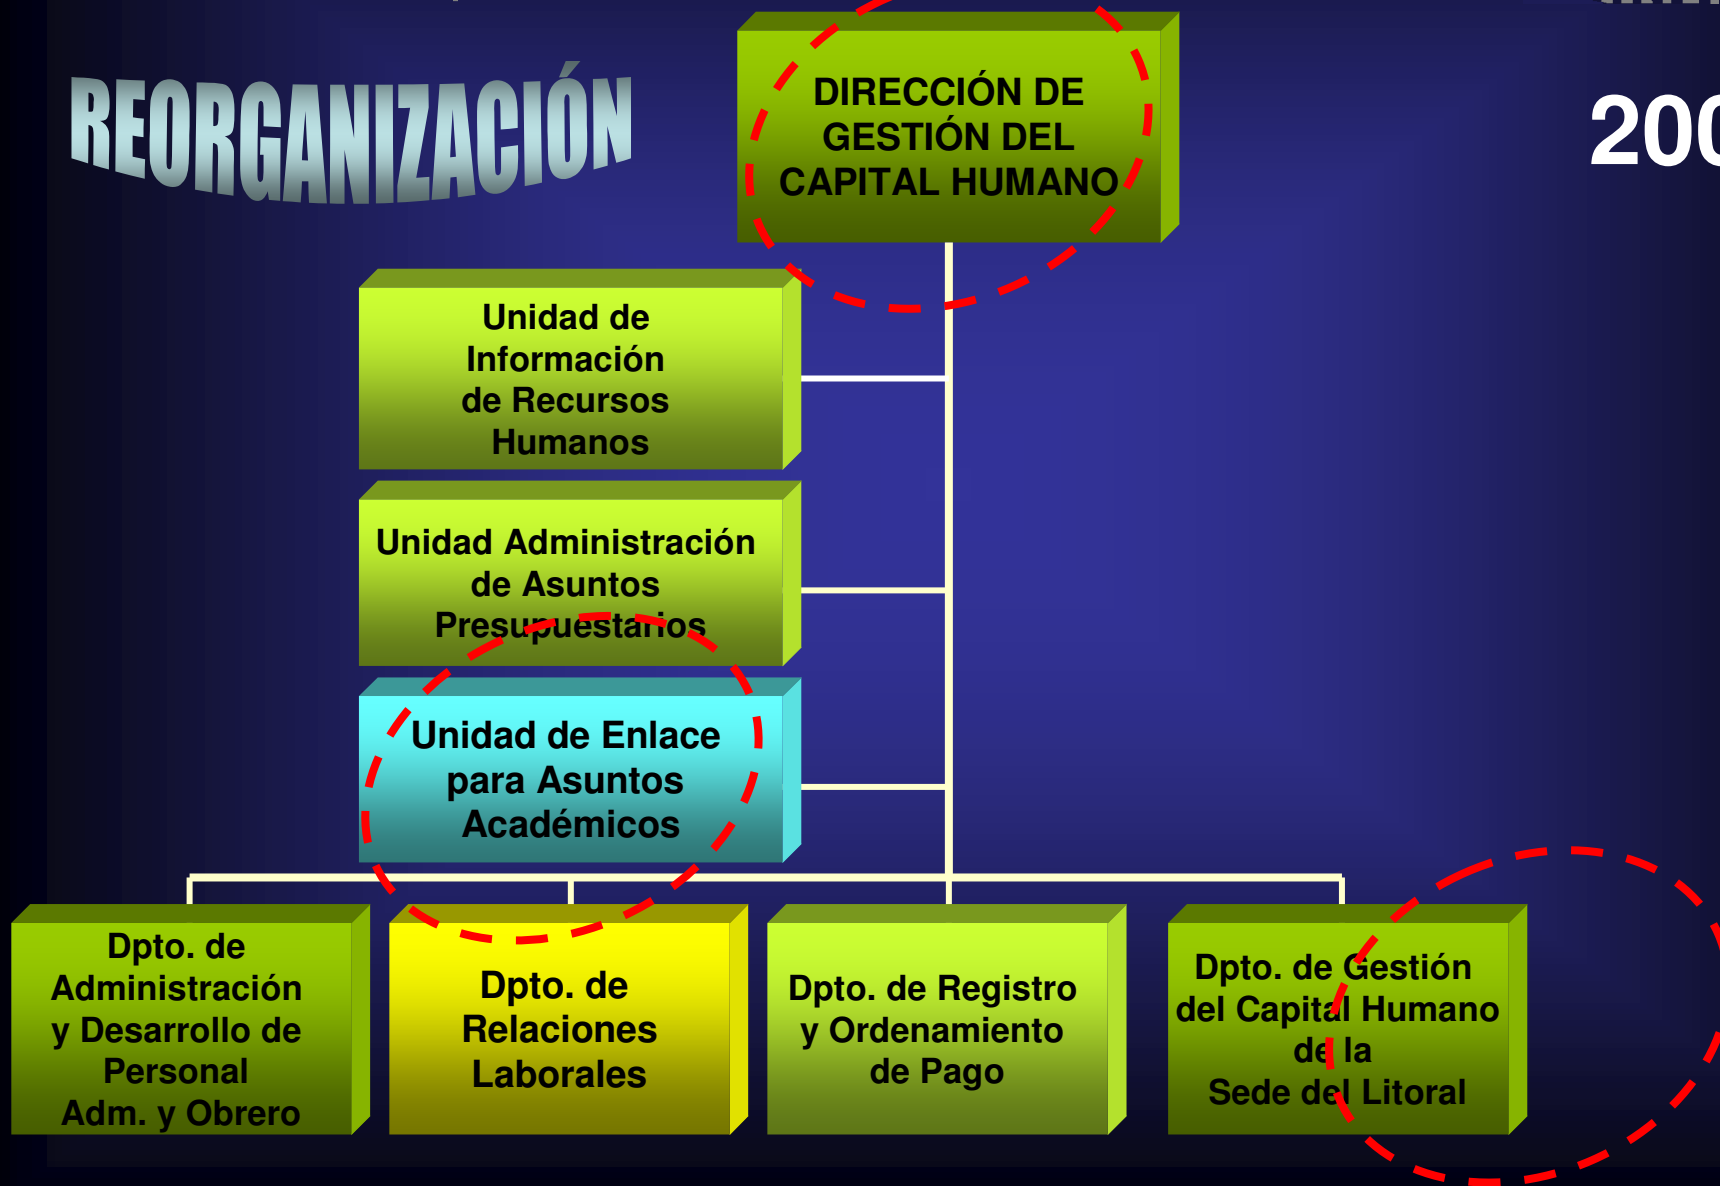 REORGANIZACIÓN
DIRECCIÓN DE
GESTIÓN DEL
CAPITAL HUMANO
Unidad de
Información
de Recursos
Humanos
Unidad Administración
de Asuntos
Presupuestarios
Unidad de Enlace
para Asuntos
Académicos
Dpto. de
Administración
y Desarrollo de
Personal
Adm. y Obrero
Dpto. de
Relaciones
Laborales
Dpto. de Registro
y Ordenamiento
de Pago
Dpto. de Gestión
del Capital Humano
de la
Sede del Litoral